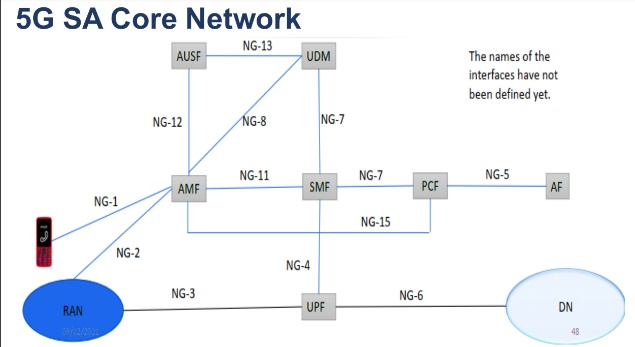 5G SA Core Network
NG-13
AUSF
UDM
The names of the
interfaces have not
been defined yet.
NG-12
NG-8
NG-7
NG-11
NG-7
NG-5
AMF
SMF
PCF
AF
NG-1
NG-15
NG-2
NG-4
NG-3
NG-6
RAN
UPF
DN
48